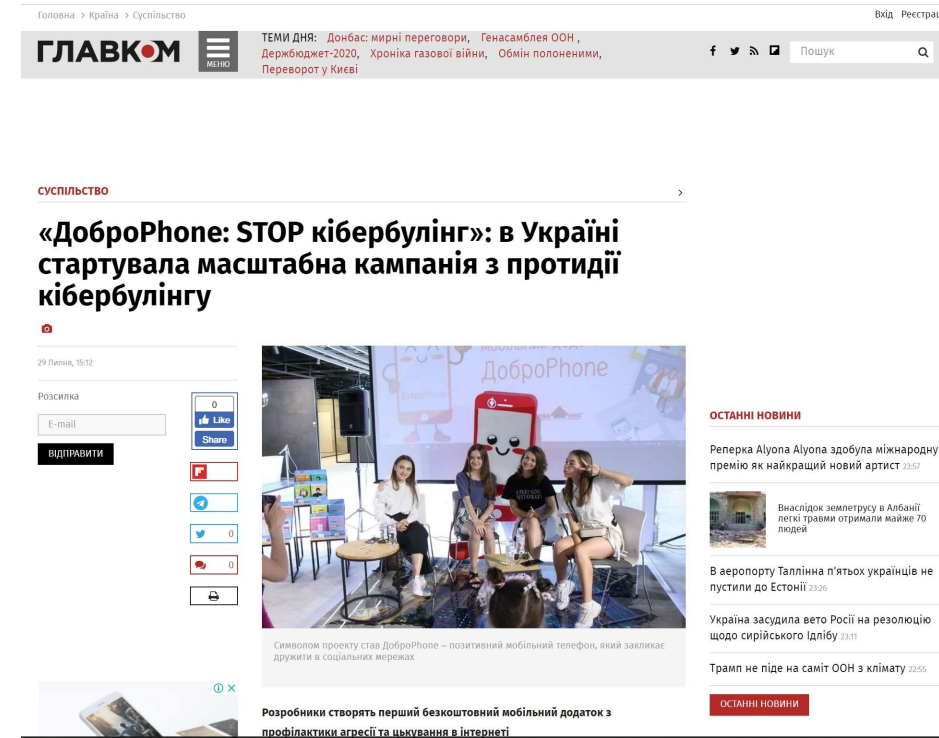 Головна > Країна > Суспільство
Вхід Реєстрац
ГЛАВКОМ
МЕНЮ
ТЕМИ ДНЯ: Донбас: мирні переговори, Генасамблея ООН ,
Держбюджет-2020, Хроніка газової війни, Обмін полоненими,
Переворот у Києві
Пошук
СУСПІЛЬСТВО
«ДоброPhone: STOP кібербулінг»: в Україні
стартувала масштабна кампанія з протидії
кібербулінгу
29 Липня, 15:12
Розсилка
E-mail
ВІДПРАВИТИ
0
Like
Share
0
0
ДоброPhone
Символом проекту став ДоброPhone – позитивний мобільний телефон, який закликає
дружити в соціальних мережах
Розробники створять перший безкоштовний мобільний додаток з
профілактики агресії та цькування в інтернеті
ОСТАННІ НОВИНИ
Реперка Alyona Alyona здобула міжнародну
премію як найкращий новий артист 23:57
Внаслідок землетрусу в Албанії
легкі травми отримали майже 70
людей
В аеропорту Таллінна п'ятьох українців не
пустили до Естонії 23:26
Україна засудила вето Росії на резолюцію
щодо сирійського Ідлібу 23:11
Трамп не піде на саміт ООН з клімату 22:55
ОСТАННІ НОВИНИ